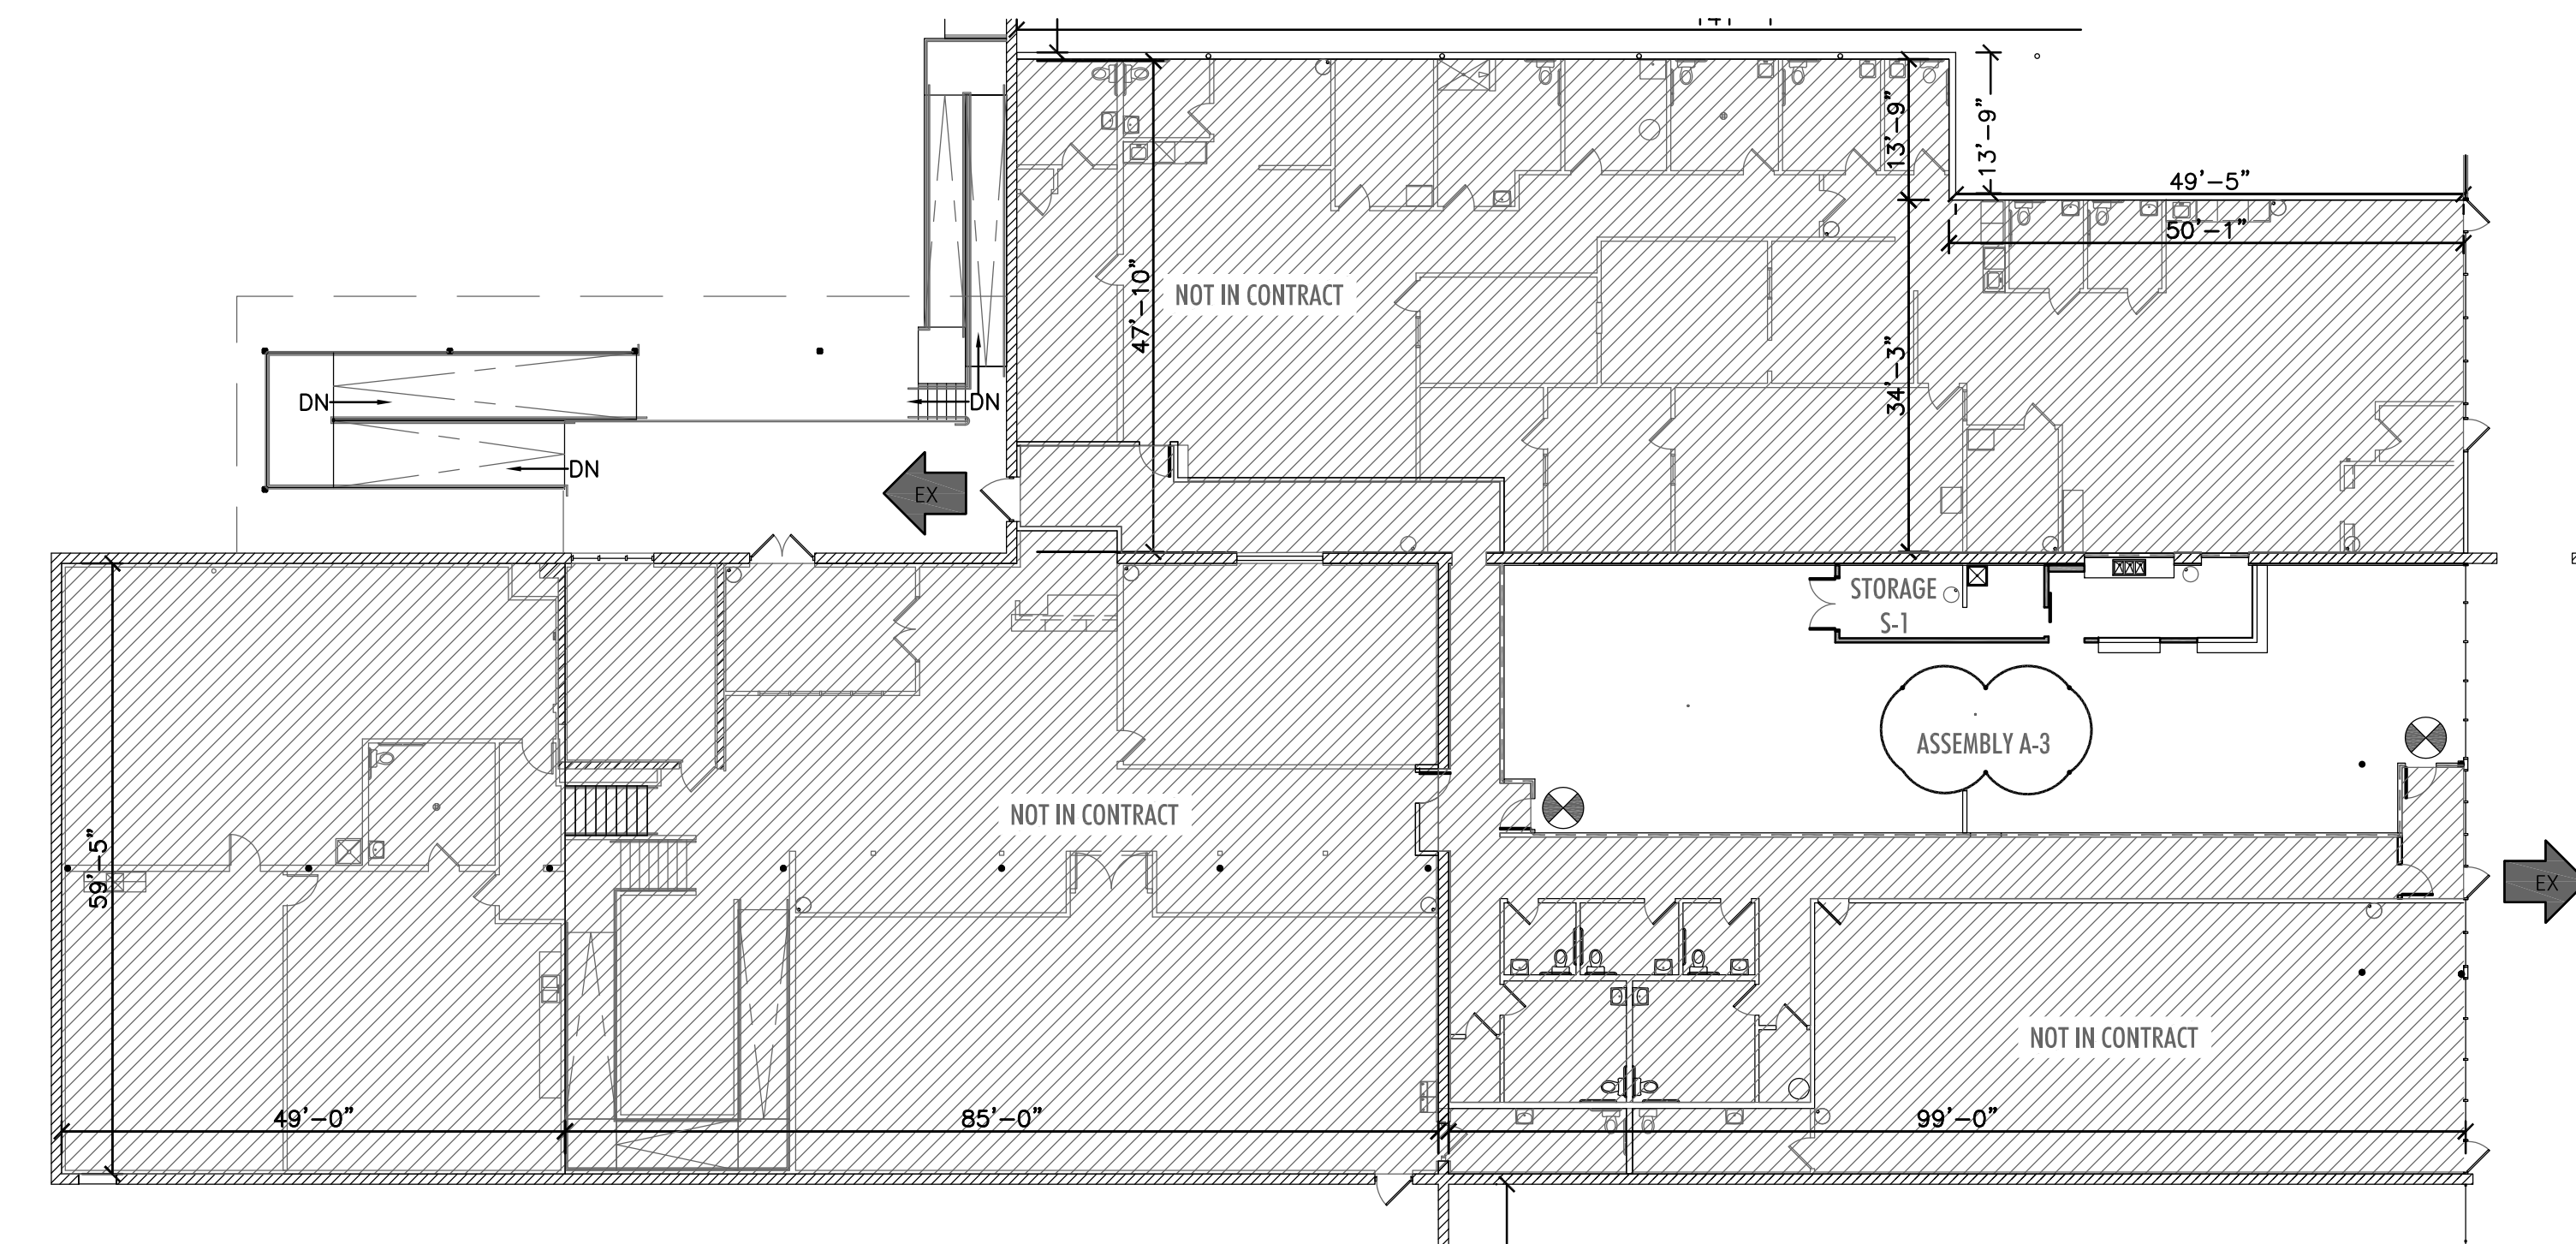 13'-9"
13'-9"
49'-5"
50'-1"
NOT IN CONTRACT
47'-10"
34'-3"
DN
DN
DN
EX
STORAGE
S-1
ASSEMBLY A-3
NOT IN CONTRACT
59'-5"
EX
NOT IN CONTRACT
49'-0"
85'-0"
99'-0"